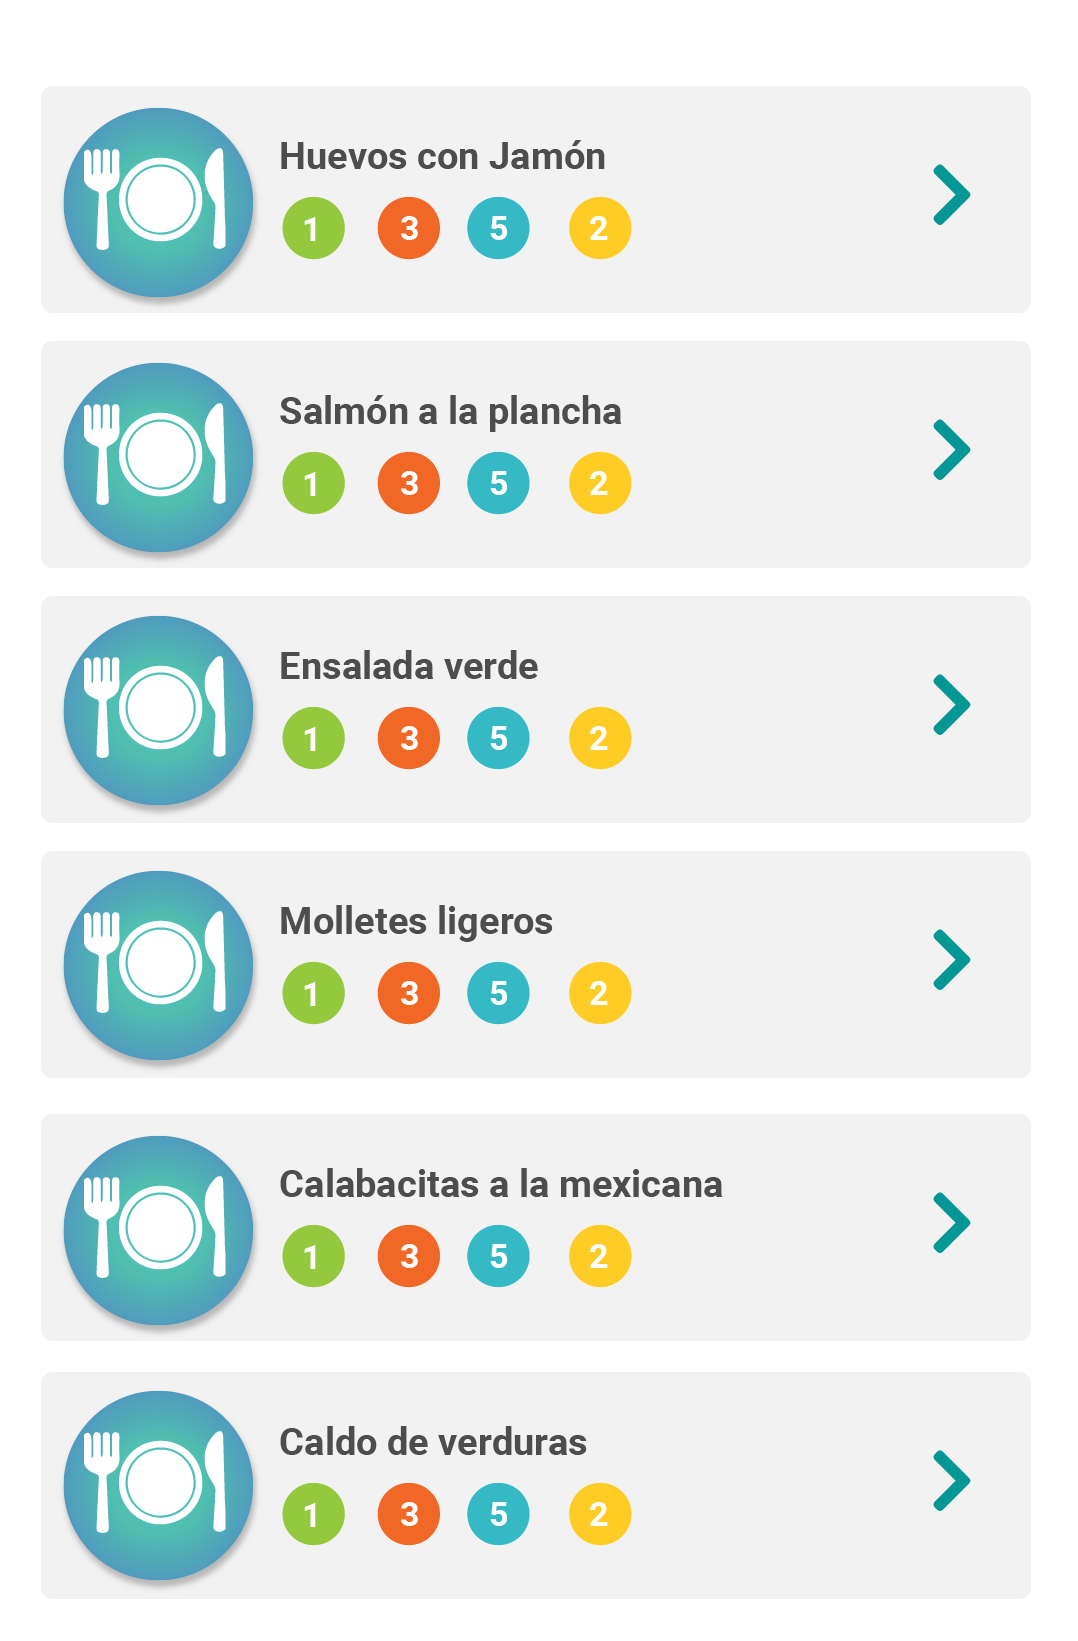 Huevos con Jamón
1 3 5 2
Salmón a la plancha
1 3 5 2
Ensalada verde
1 3 5 2
Molletes ligeros
1 3 5 2
Calabacitas a la mexicana
1 3 5 2
Caldo de verduras
1 3 5 2